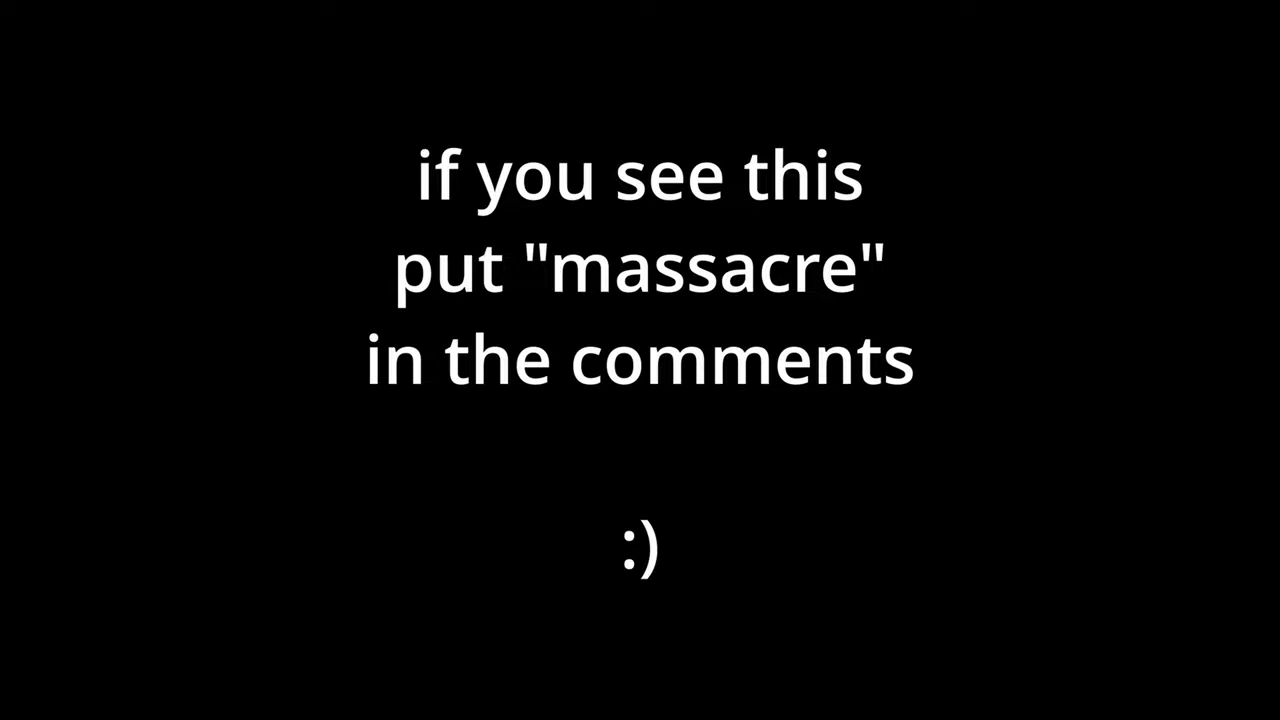 if you see this
put "massacre"
in the comments
:)